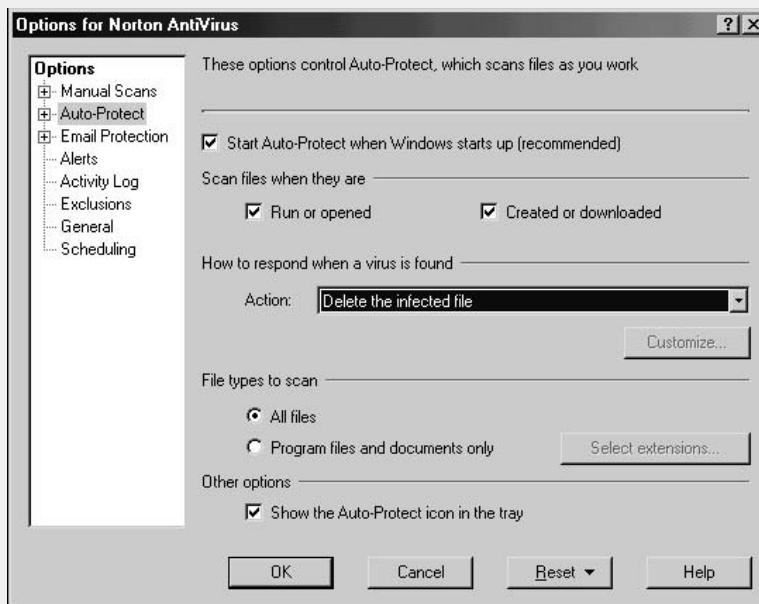 Options for Norton AntiVirus
Options
Manual Scans
Auto-Protect
Email Protection
Alerts
Activity Log
Exclusions
General
Scheduling
These options control Auto-Protect, which scans files as you work
Start Auto-Protect when Windows starts up (recommended)
Scan files when they are
Run or opened Created or downloaded
How to respond when a virus is found
Action: Delete the infected file
Customize...
File types to scan
All files
Program files and documents only Select extensions...
Other options
Show the Auto-Protect icon in the tray
OK Cancel Reset Help